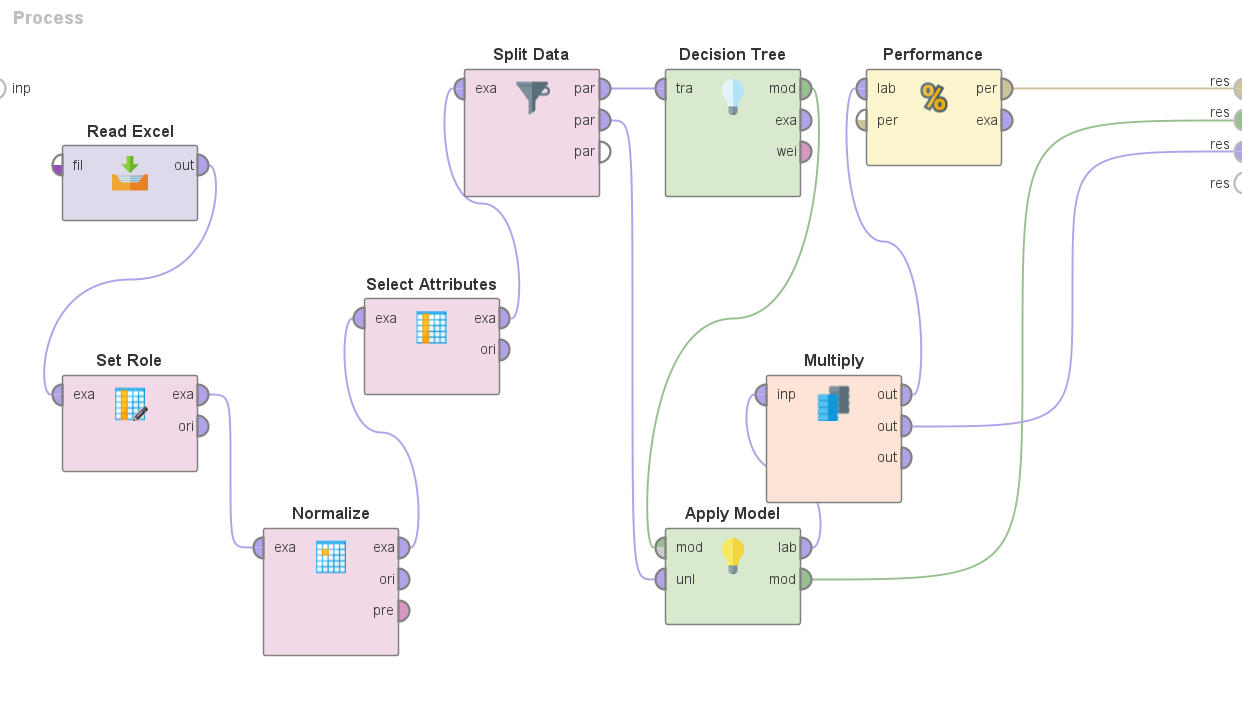 Process
inp
Read Excel
fil
out
Set Role
exa
exa
ori
Normalize
exa
exa
ori
pre
Select Attributes
exa
exa
ori
Split Data
exa
par
par
par
Decision Tree
tra
mod
exa
wei
Apply Model
mod
lab
unl
mod
Multiply
inp
out
out
out
Performance
lab
per
per
exa
%
res
res
res
res